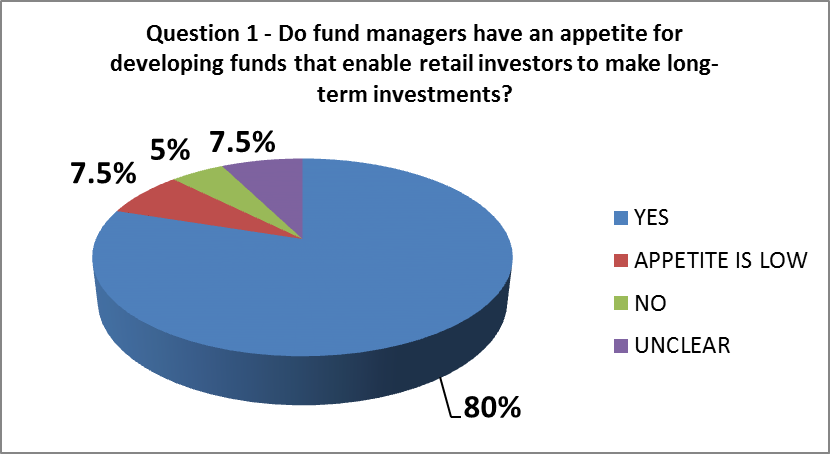 Question 1 - Do fund managers have an appetite for
developing funds that enable retail investors to make long-
term investments?
7.5%
5%
7.5%
80%
YES
APPETITE IS LOW
NO
UNCLEAR